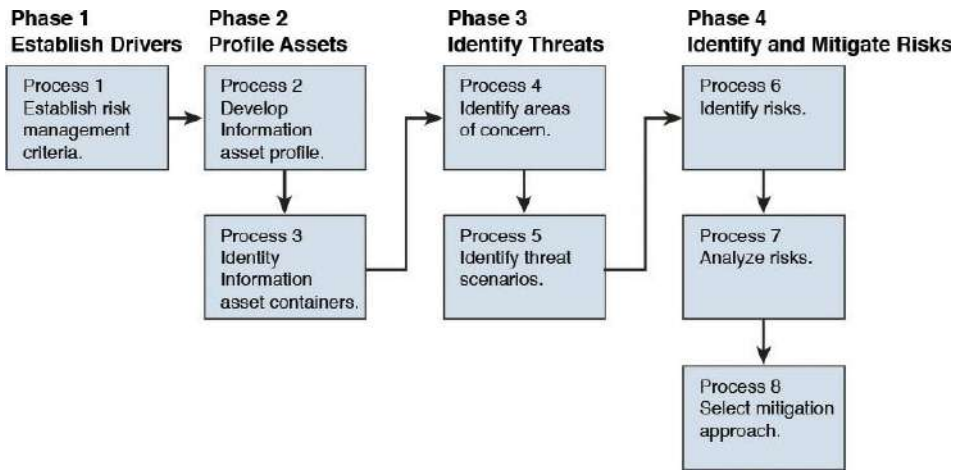 Phase 1
Establish Drivers
Phase 2
Profile Assets
Phase 3
Identify Threats
Phase 4
Identify and Mitigate Risks
Process 1
Establish risk
management
criteria.
Process 2
Develop
Information
asset profile.
Process 3
Identity
Information
asset containers.
Process 4
Identify areas
of concern.
Process 5
Identify threat
scenarios.
Process 6
Identify risks.
Process 7
Analyze risks.
Process 8
Select mitigation
approach.